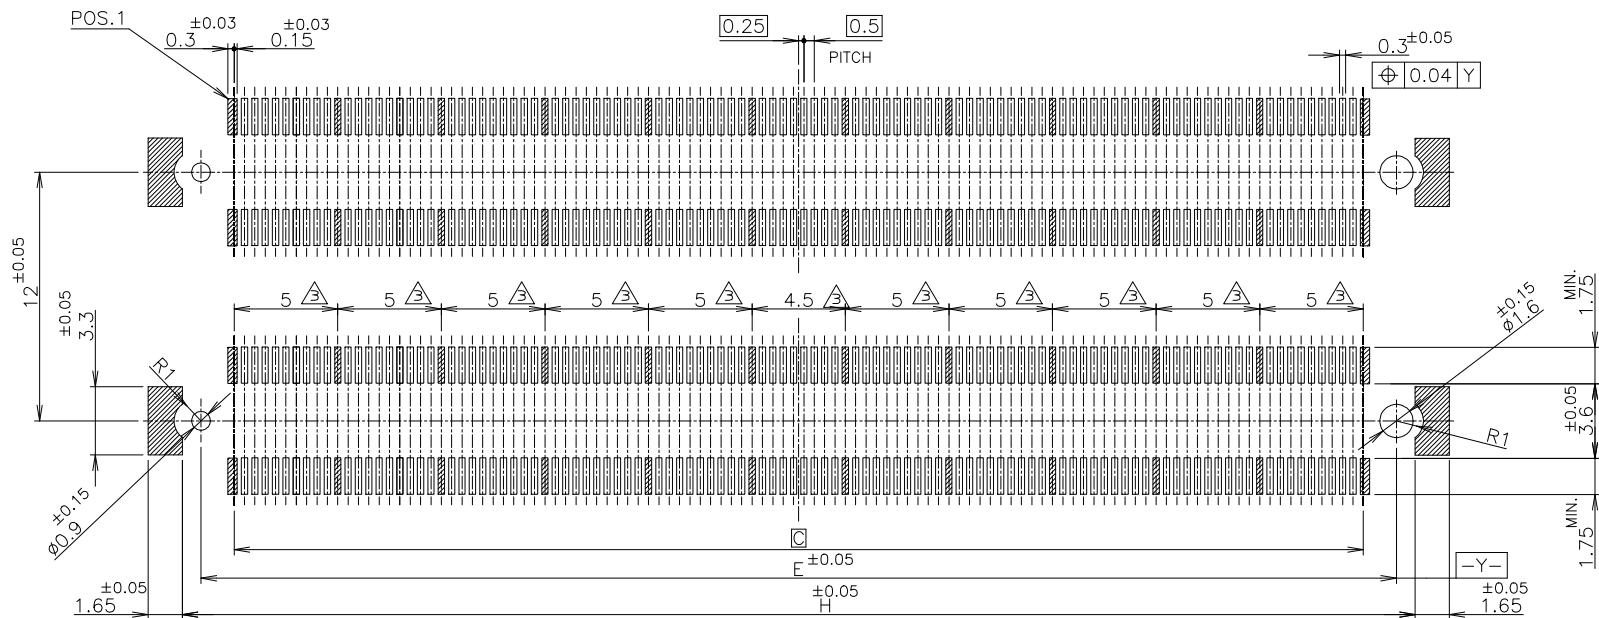 POS.1
±0.03
0.3
±0.03
0.15
0.25
0.5
PITCH
0.3±0.05
0.04 Y
12±0.05
5 3 5 3 5 3 5 3 5 3 4.5 3 5 3 5 3 5 3 5 3 5 3
±0.05
3.3
R1
±0.15
ø0.9
±0.15
ø1.6
R1
MIN.
1.75
±0.05
3.6
MIN.
1.75
C
E±0.05
-Y-
±0.05
H
±0.05
1.65
±0.05
1.65